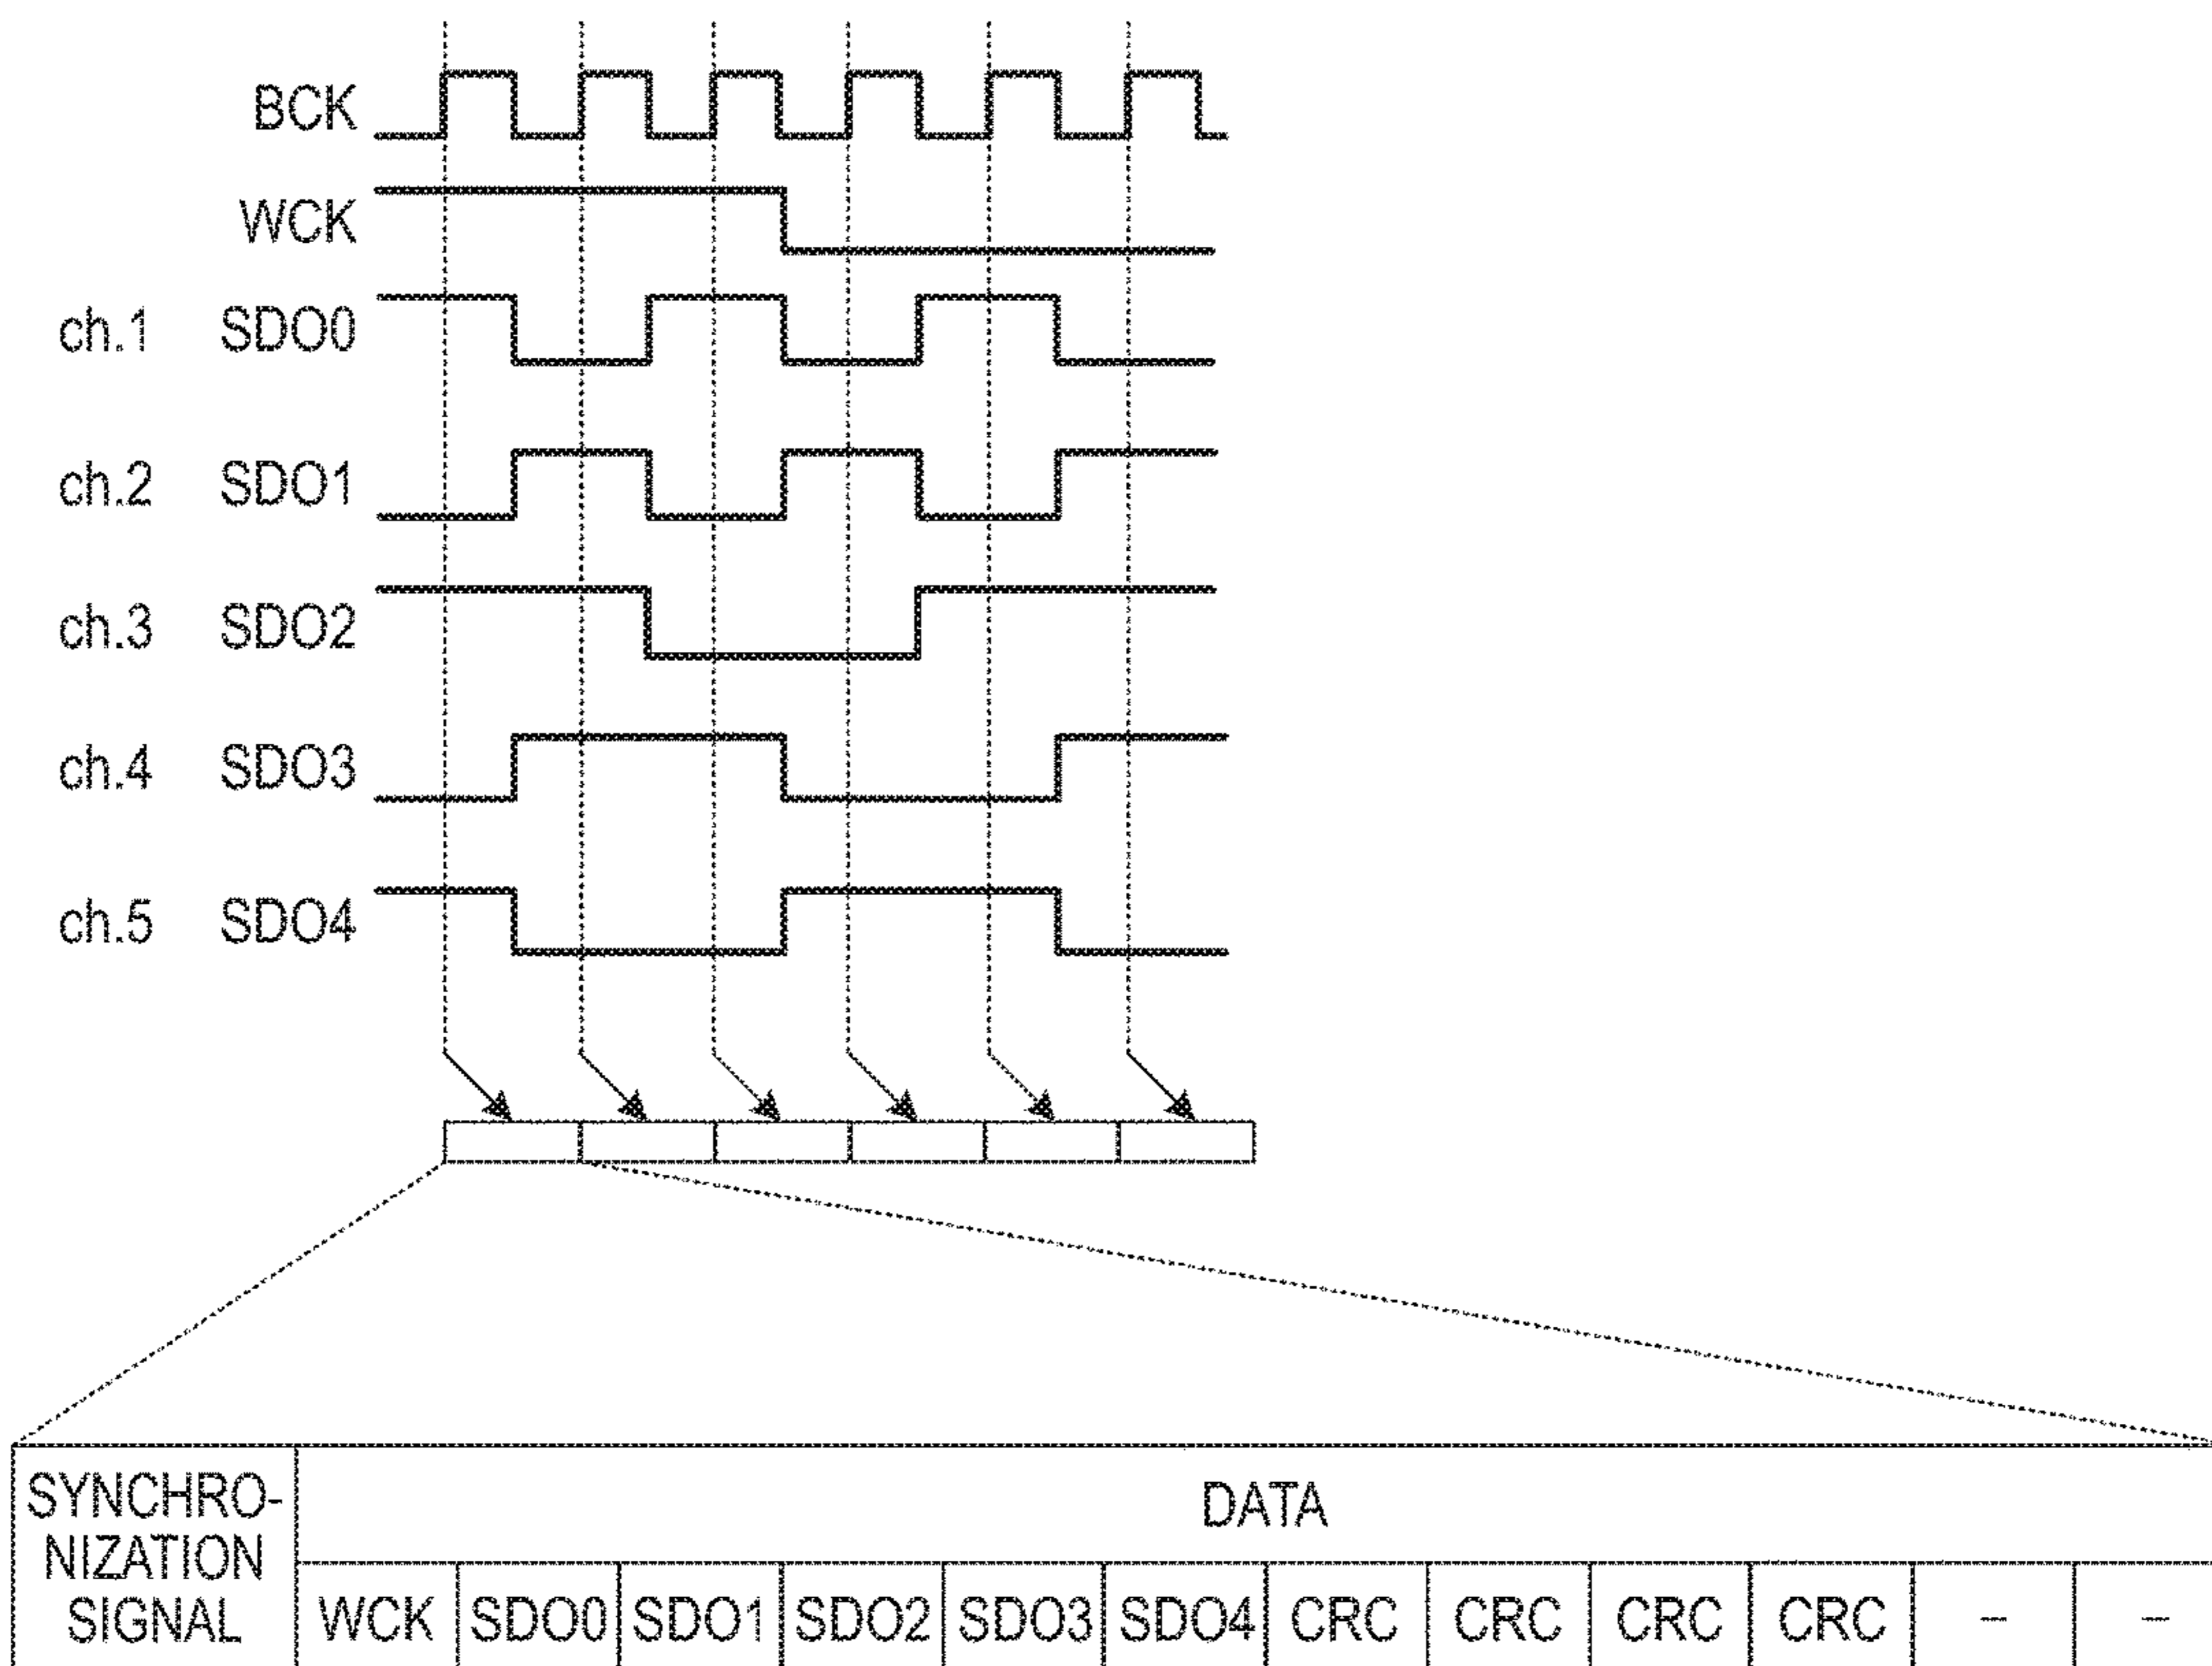 BCK
WCK
ch.1 SDO0
ch.2 SDO1
ch.3 SDO2
ch.4 SDO3
ch.5 SDO4
SYNCHRO-
NIZATION
SIGNAL
DATA
WCK SDO0 SDO1 SDO2 SDO3 SDO4 CRC CRC CRC CRC – –